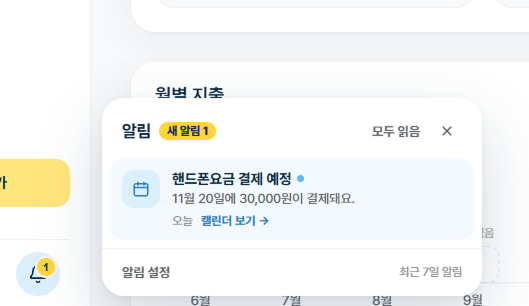 월별 지출
알림 새 알림 1 모두 읽음
핸드폰요금 결제 예정
11월 20일에 30,000원이 결제돼요.
오늘 캘린더 보기 →
알림 설정 최근 7일 알림
1
6월 7월 8월 9월